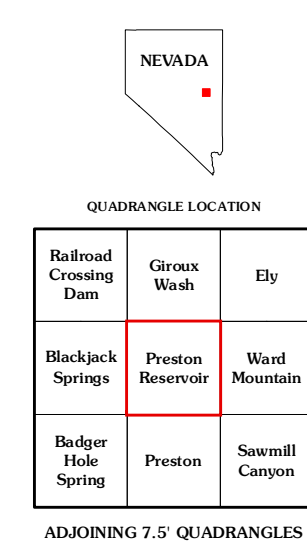 NEVADA
QUADRANGLE LOCATION
Railroad
Crossing
Dam
Giroux
Wash
Ely
Blackjack
Springs
Preston
Reservoir
Ward
Mountain
Badger
Hole
Spring
Preston
Sawmill
Canyon
ADJOINING 7.5' QUADRANGLES